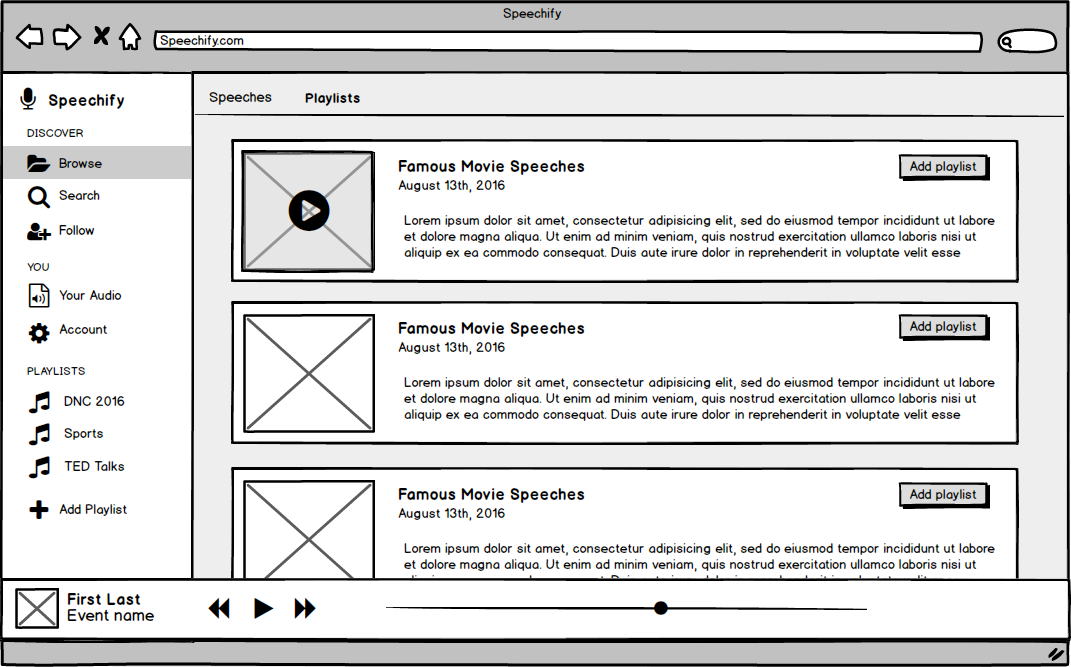 Speechify
Speechify.com
Speechify
DISCOVER
Browse
Search
Follow
YOU
Your Audio
Account
PLAYLISTS
DNC 2016
Sports
TED Talks
Add Playlist
Speeches
Playlists
Famous Movie Speeches
Add playlist
August 13th, 2016
Lorem ipsum dolor sit amet, consectetur adipisicing elit, sed do eiusmod tempor incididunt ut labore
et dolore magna aliqua. Ut enim ad minim veniam, quis nostrud exercitation ullamco laboris nisi ut
aliquip ex ea commodo consequat. Duis aute irure dolor in reprehenderit in voluptate velit esse
Famous Movie Speeches
Add playlist
August 13th, 2016
Lorem ipsum dolor sit amet, consectetur adipisicing elit, sed do eiusmod tempor incididunt ut labore
et dolore magna aliqua. Ut enim ad minim veniam, quis nostrud exercitation ullamco laboris nisi ut
aliquip ex ea commodo consequat. Duis aute irure dolor in reprehenderit in voluptate velit esse
Famous Movie Speeches
Add playlist
August 13th, 2016
Lorem ipsum dolor sit amet, consectetur adipisicing elit, sed do eiusmod tempor incididunt ut labore
et dolore magna aliqua. Ut enim ad minim veniam, quis nostrud exercitation ullamco laboris nisi ut
First Last
Event name